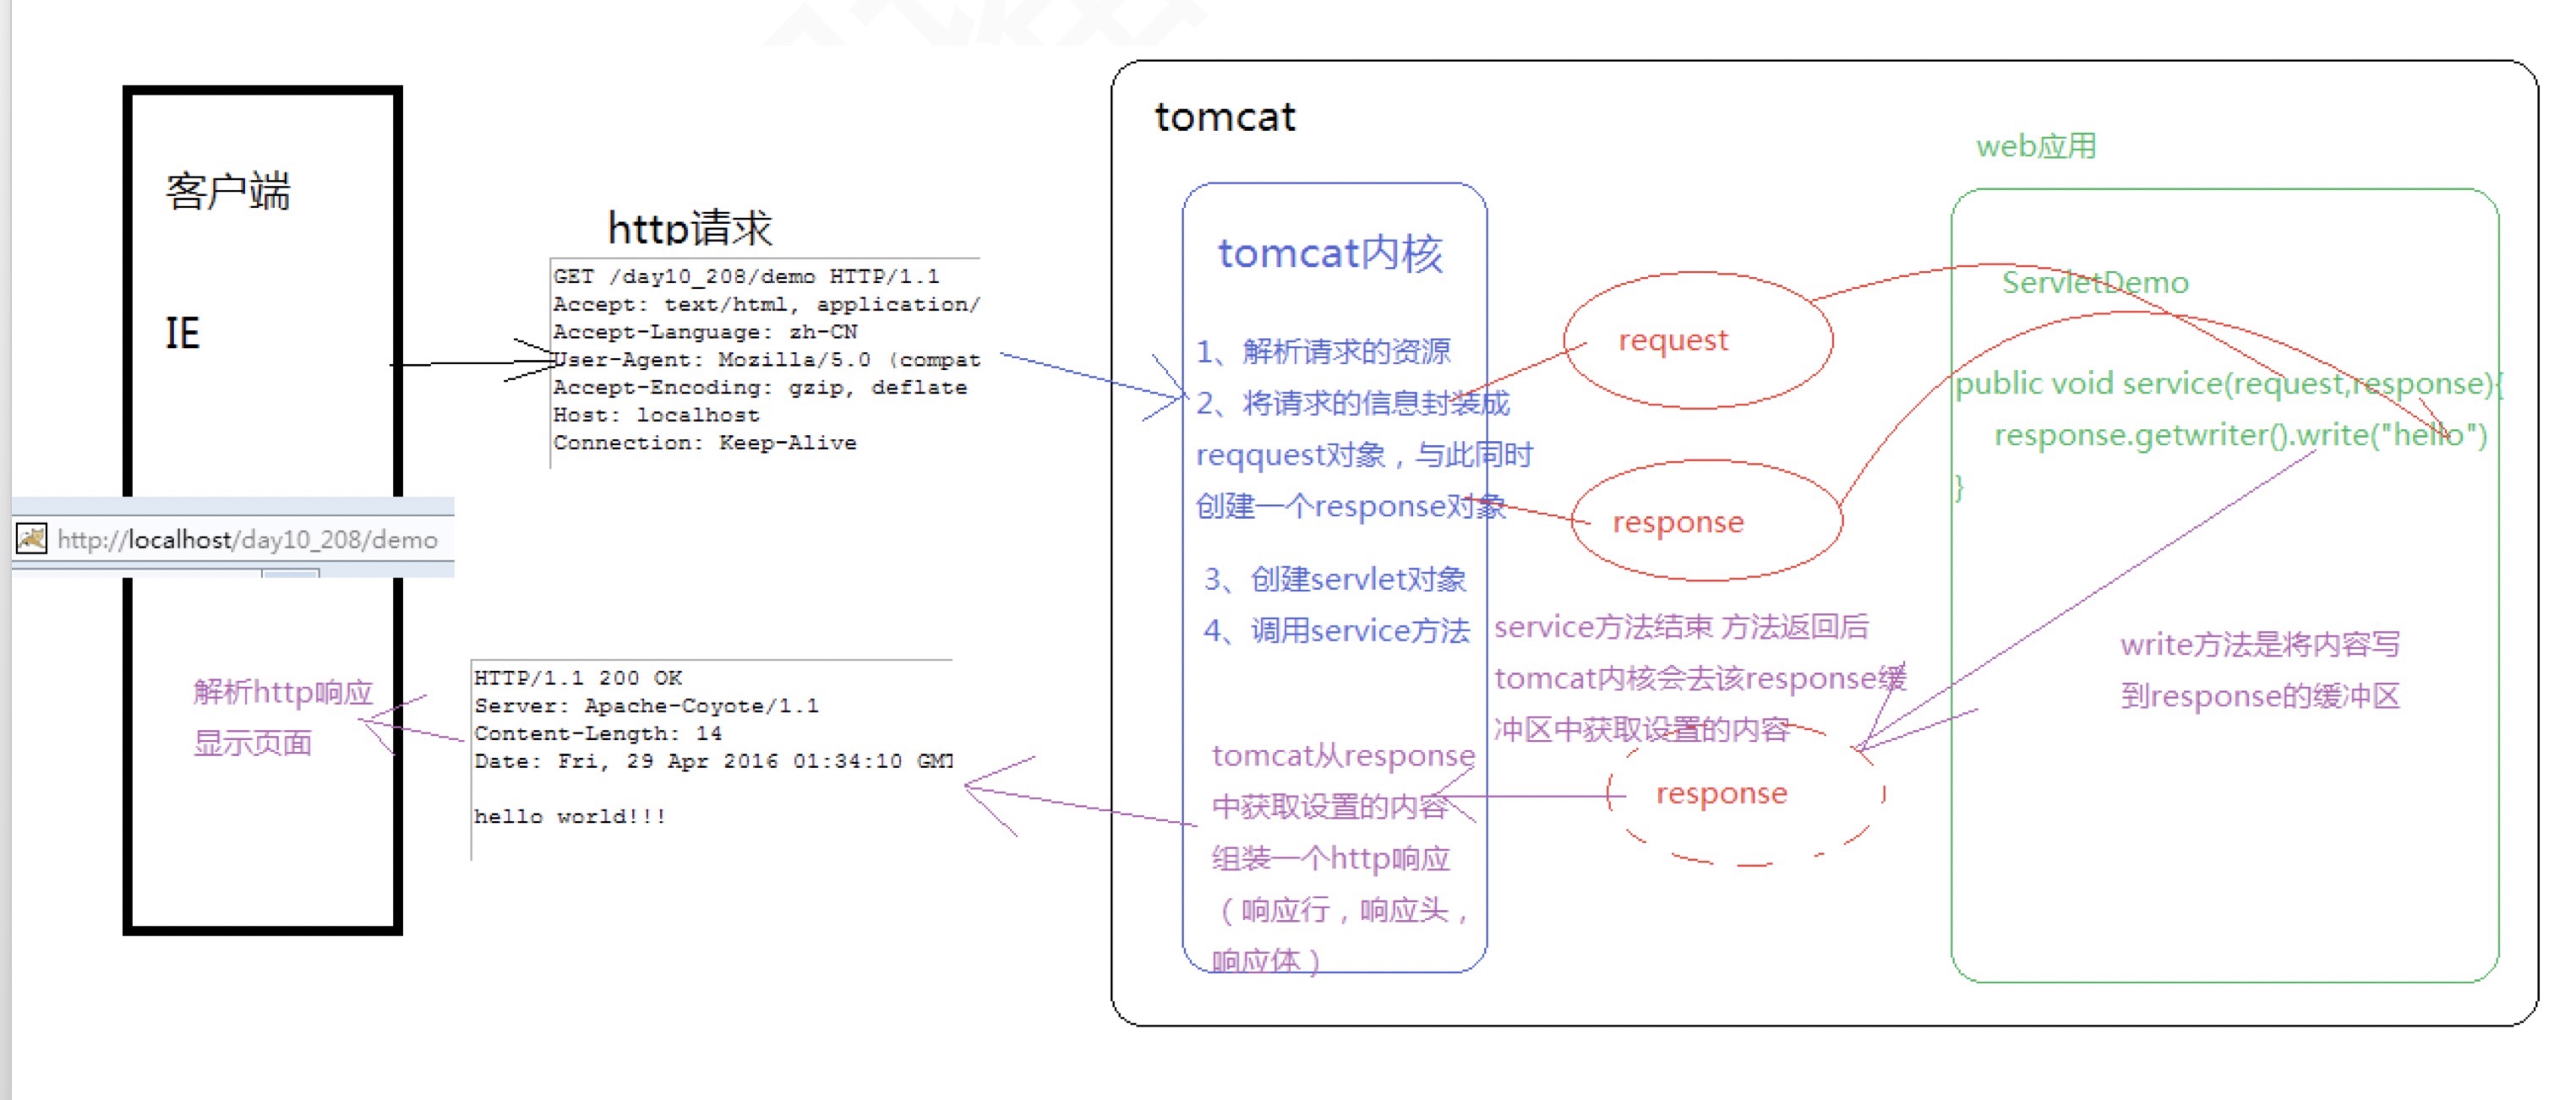 客户端
IE
http://localhost/day10_208/demo
解析http响应
显示页面
http请求
GET /day10_208/demo HTTP/1.1
Accept: text/html, application/
Accept-Language: zh-CN
User-Agent: Mozilla/5.0 (compat
Accept-Encoding: gzip, deflate
Host: localhost
Connection: Keep-Alive
HTTP/1.1 200 OK
Server: Apache-Coyote/1.1
Content-Length: 14
Date: Fri, 29 Apr 2016 01:34:10 GMT
hello world!!!
tomcat
tomcat内核
1、解析请求的资源
2、将请求的信息封装成
reqquest对象，与此同时
创建一个response对象
3、创建servlet对象
4、调用service方法
tomcat从response
中获取设置的内容
组装一个http响应
（响应行，响应头，
响应体）
request
response
service方法结束 方法返回后
tomcat内核会去该response缓
冲区中获取设置的内容
response
web应用
ServletDemo
public void service(request,response){
response.getwriter().write("hello")
}
write方法是将内容写
到response的缓冲区